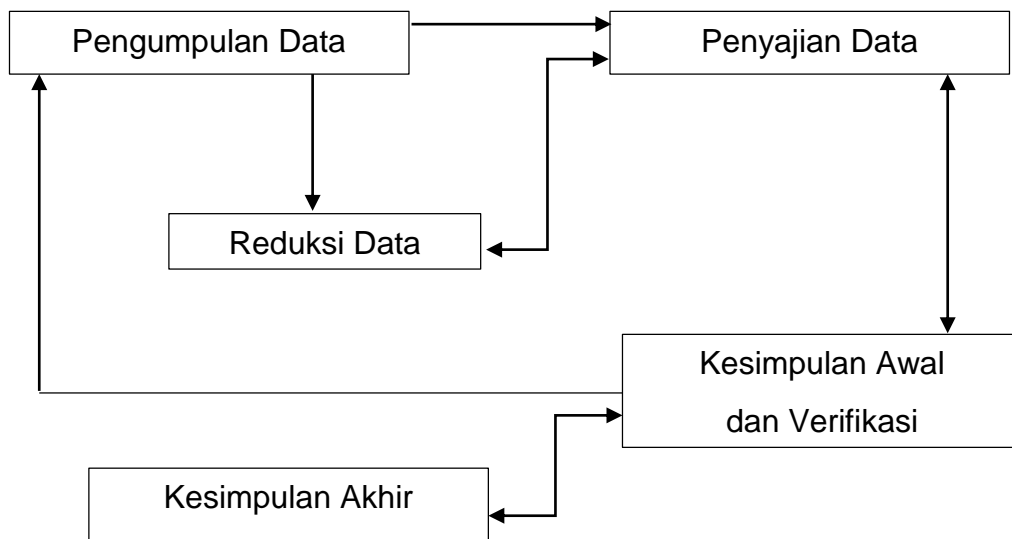 Pengumpulan Data
Penyajian Data
Reduksi Data
Kesimpulan Awal
dan Verifikasi
Kesimpulan Akhir